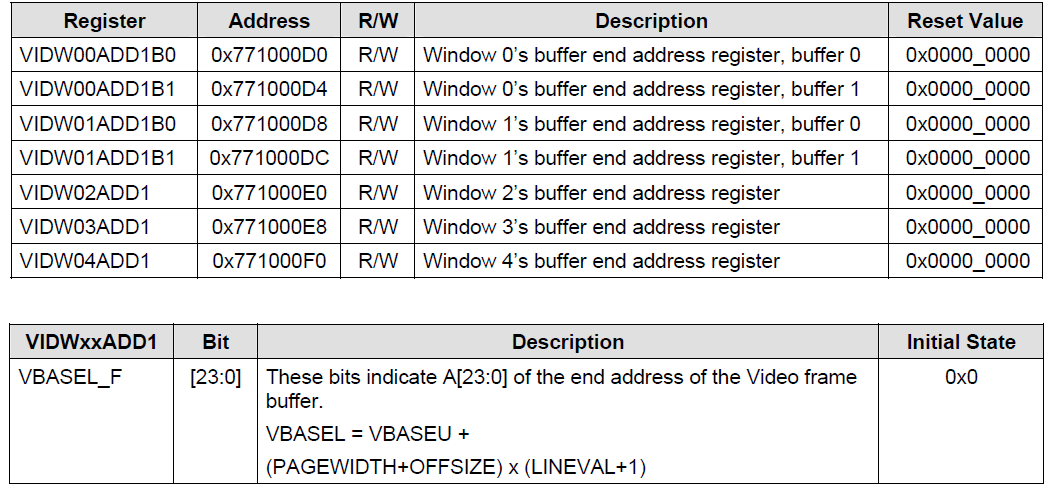 Register Address R/W Description Reset Value
VIDW00ADD1B0 0x771000D0 R/W Window 0's buffer end address register, buffer 0 0x0000_0000
VIDW00ADD1B1 0x771000D4 R/W Window 0's buffer end address register, buffer 1 0x0000_0000
VIDW01ADD1B0 0x771000D8 R/W Window 1's buffer end address register, buffer 0 0x0000_0000
VIDW01ADD1B1 0x771000DC R/W Window 1's buffer end address register, buffer 1 0x0000_0000
VIDW02ADD1 0x771000E0 R/W Window 2's buffer end address register 0x0000_0000
VIDW03ADD1 0x771000E8 R/W Window 3's buffer end address register 0x0000_0000
VIDW04ADD1 0x771000F0 R/W Window 4's buffer end address register 0x0000_0000
VIDWxxADD1 Bit Description Initial State
VBASEL_F [23:0] These bits indicate A[23:0] of the end address of the Video frame 0x0
buffer.
VBASEL = VBASEU +
(PAGEWIDTH+OFFSIZE) x (LINEVAL+1)